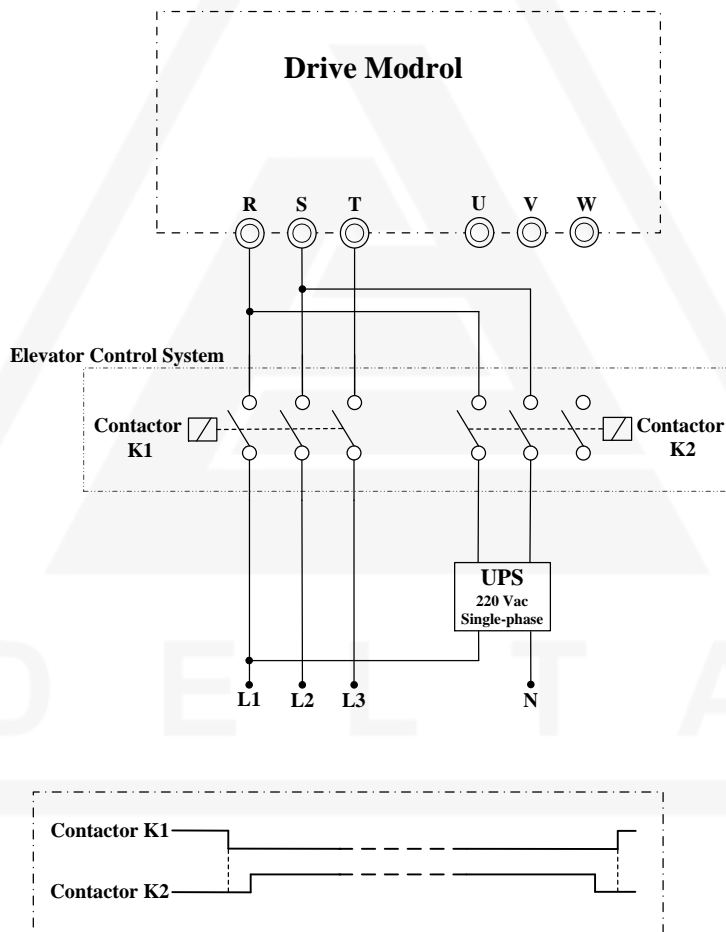 Drive Modrol
R S T U V W
Elevator Control System
Contactor
K1
Contactor
K2
UPS
220 Vac
Single-phase
L1 L2 L3 N
DELTA
Contactor K1
Contactor K2